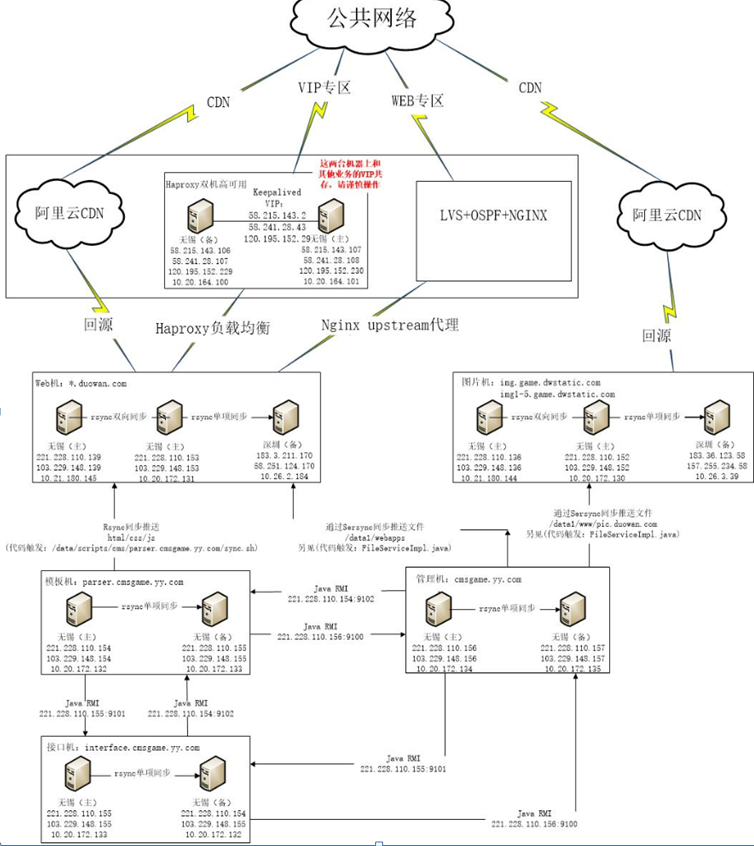 公共网络
CDN
VIP专区
WEB专区
CDN
阿里云CDN
Haproxy双机高可用
这两台机器上和
其他业务的VIP共
存，请谨慎操作
Keepalived
VIP:
58.215.143.2
58.241.28.43
120.195.152.29
无锡（备）
58.215.143.106
58.241.28.107
120.195.152.229
10.20.164.100
无锡（主）
58.215.143.107
58.241.28.108
120.195.152.230
10.20.164.101
LVS+OSPF+NGINX
阿里云CDN
回源
Haproxy负载均衡
Nginx upstream代理
回源
Web机：*.duowan.com
rsync双向同步
rsync单项同步
无锡（主）
221.228.110.139
103.229.148.139
10.21.180.145
无锡（主）
221.228.110.153
103.229.148.153
10.20.172.131
深圳（备）
183.3.211.170
58.251.124.170
10.26.2.184
图片机：img.game.dwstatic.com
img1-5.game.dwstatic.com
rsync双向同步
rsync单项同步
无锡（主）
221.228.110.136
103.229.148.136
10.21.180.144
无锡（主）
221.228.110.152
103.229.148.152
10.20.172.130
深圳（备）
183.36.123.58
157.255.234.58
10.26.3.39
Rsync同步推送
html/css/js
(代码触发：/data/scripts/cms/parser.cmsgame.yy.com/sync.sh)
通过Sersync同步推送文件
/data1/webapps
另见(代码触发：FileServiceImpl.java)
通过Sersync同步推送文件
/data1/www/pic.duowan.com
另见(代码触发：FileServiceImpl.java)
模板机：parser.cmsgame.yy.com
rsync单项同步
无锡（主）
221.228.110.154
103.229.148.154
10.20.172.132
无锡（备）
221.228.110.155
103.229.148.155
10.20.172.133
Java RMI
221.228.110.154:9102
Java RMI
221.228.110.156:9100
管理机：cmsgame.yy.com
rsync单项同步
无锡（主）
221.228.110.156
103.229.148.156
10.20.172.134
无锡（备）
221.228.110.157
103.229.148.157
10.20.172.135
Java RMI
221.228.110.155:9101
Java RMI
221.228.110.154:9102
接口机：interface.cmsgame.yy.com
rsync单项同步
无锡（主）
221.228.110.155
103.229.148.155
10.20.172.133
无锡（备）
221.228.110.154
103.229.148.155
10.20.172.132
Java RMI
221.228.110.155:9101
Java RMI
221.228.110.156:9100